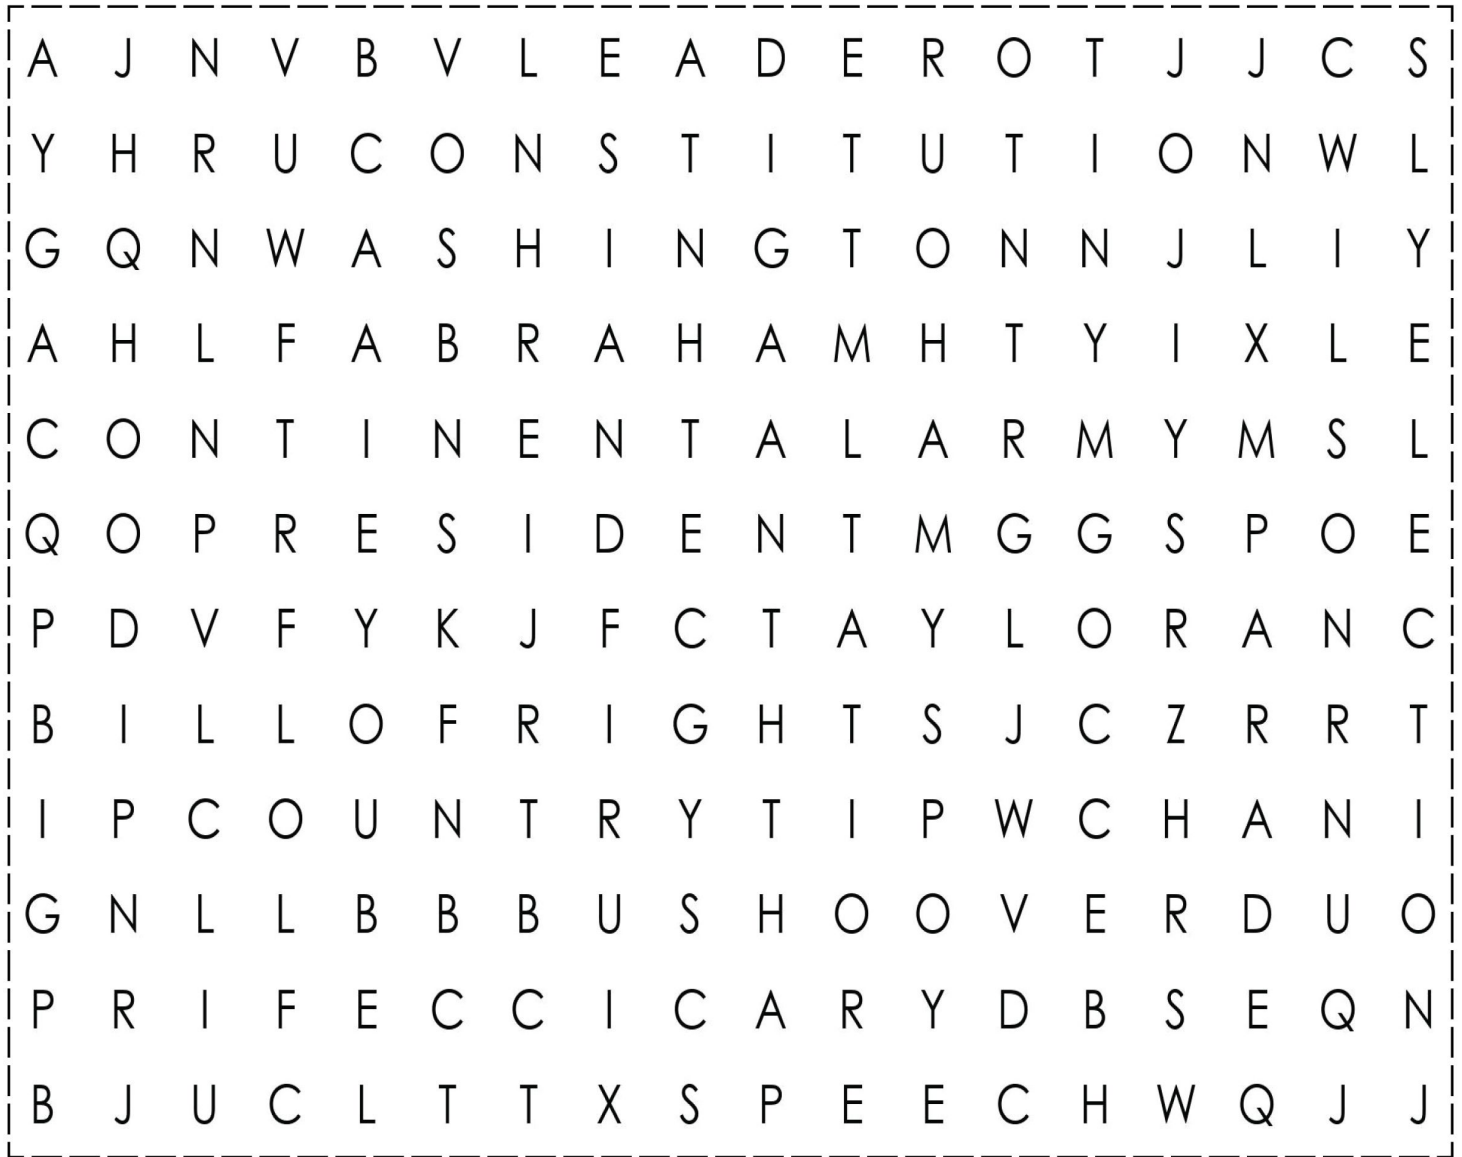 A J N V B V L E A D E R O T J J C S
Y H R U C O N S T I T U T I O N W L
G Q N W A S H I N G T O N N J L I Y
A H L F A B R A H A M H T Y I X L E
C O N T I N E N T A L A R M Y M S L
Q O P R E S I D E N T M G G S P O E
P D V F Y K J F C T A Y L O R A N C
B I L L O F R I G H T S J C Z R R T
I P C O U N T R Y T I P W C H A N I
G N L L B B B U S H O O V E R D U O
P R I F E C C I C A R Y D B S E Q N
B J U C L T T X S P E E C H W Q J J